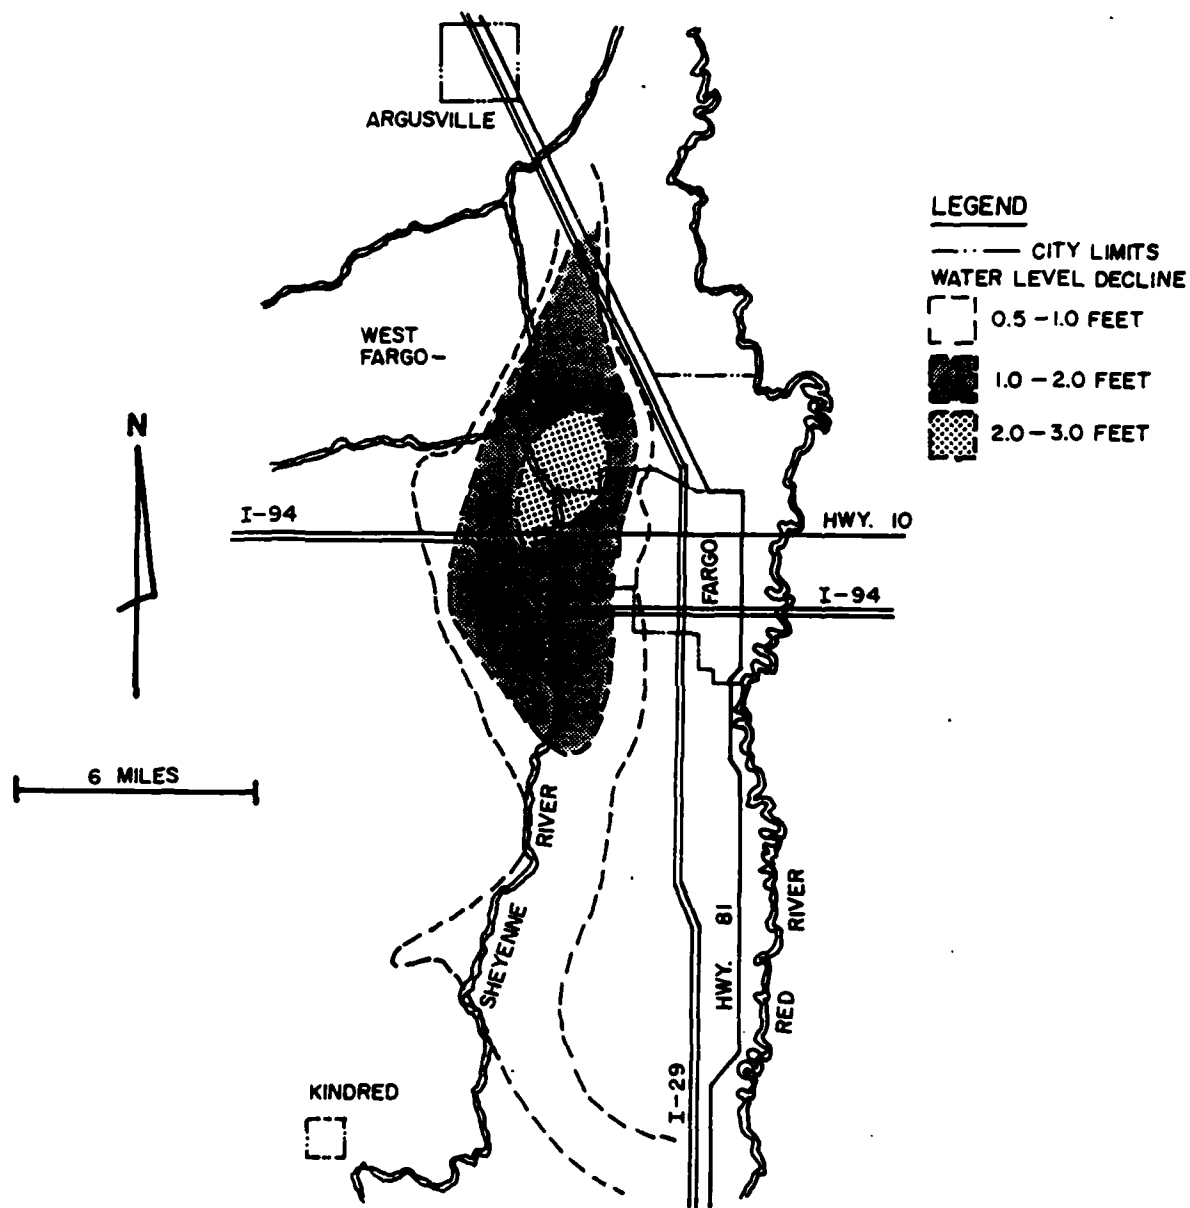 ARGUSVILLE
LEGEND
CITY LIMITS
WATER LEVEL DECLINE
0.5 - 1.0 FEET
1.0 - 2.0 FEET
2.0 - 3.0 FEET
WEST
FARGO
N
I-94
HWY. 10
FARGO
I-94
6 MILES
RIVER
SHEYENNE
HWY. 81
RED RIVER
I-29
KINDRED